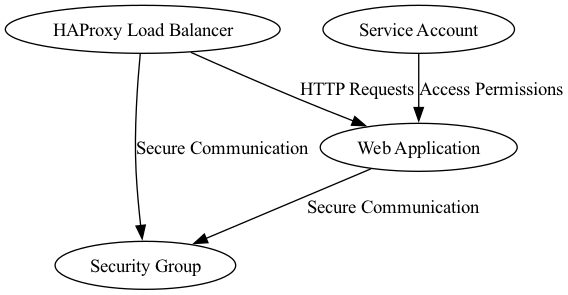 HAProxy Load Balancer
Service Account
HTTP Requests
Access Permissions
Secure Communication
Web Application
Secure Communication
Security Group